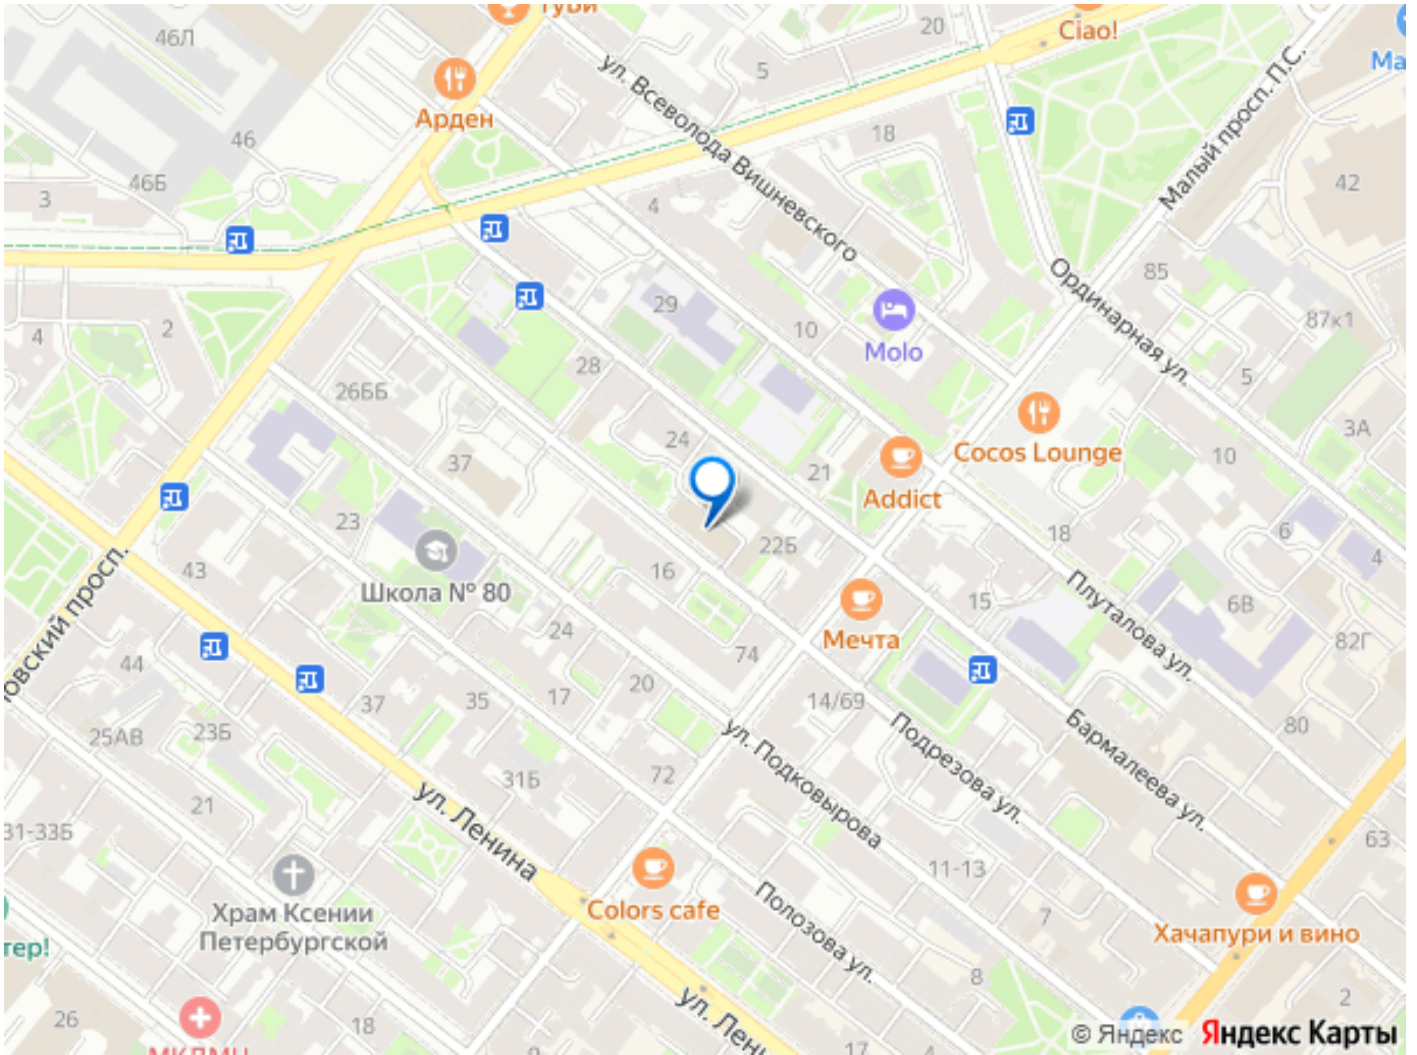 Туби
20
Ciao!
46Л
5
ул. Всеволода Вишневского
Арден
18
Малый просп. П.С.
46
46Б
42
3
4
85
Ординарная ул.
29
87к1
2
10
4
Molo
28
5
26ББ
Cocos Lounge
3А
24
10
37
21
Addict
23
18
22Б
6
4
43
Школа № 80
16
Плуталова ул.
15
6В
24
Мечта
82Г
44
74
20
35
17
14/69
37
80
25АВ
23Б
ул. Подковырова
Подрезова ул.
Бармалеева ул.
31Б
72
21
ул. Ленина
31-33Б
63
11-13
Храм Ксении
Петербургской
Colors cafe
Полозова ул.
7
Хачапури и вино
тер!
8
2
26
18
ул. Лени
17
© Яндекс Яндекс Карты